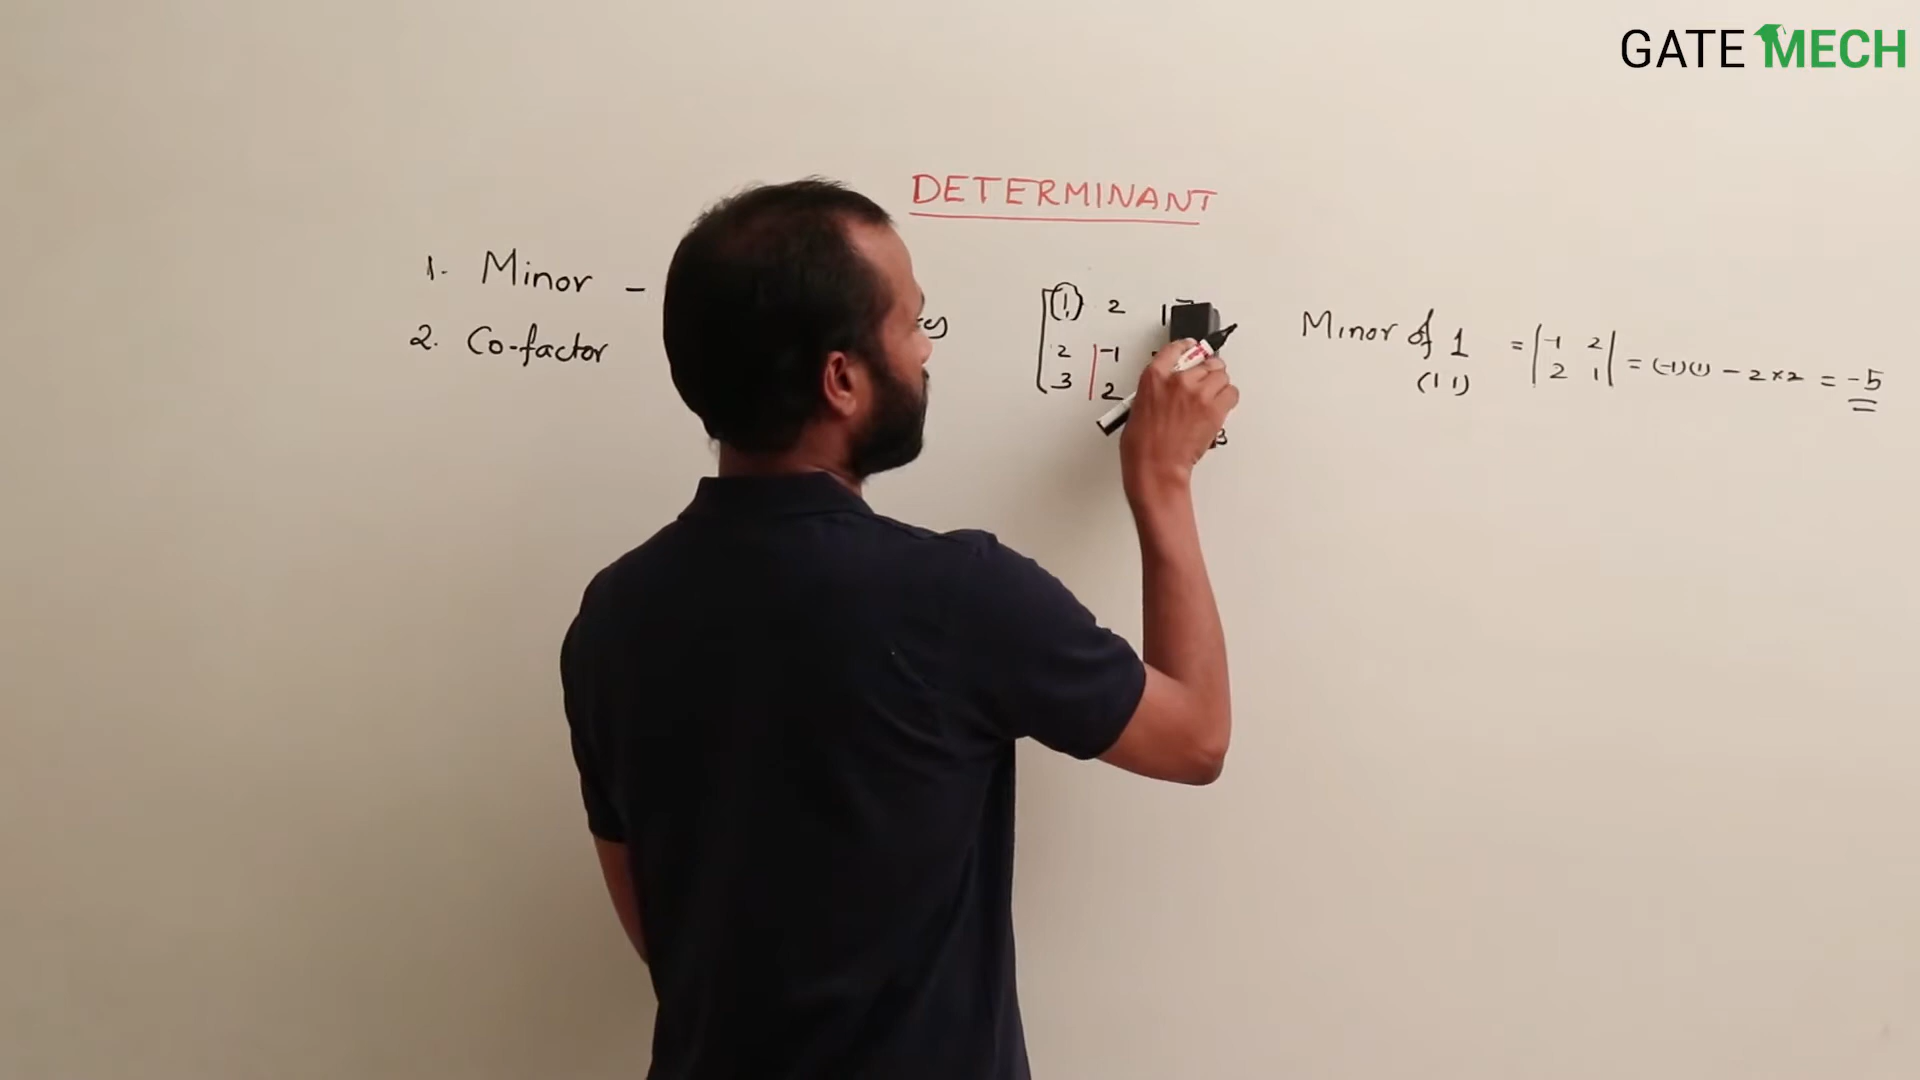 GATE MECH
DETERMINANT
1. Minor -
2. Co-factor
1 2 1
2 -1
3 2
3
Minor of 1 = | -1 2 | = (-1)(1) - 2×2 = -5
(1 1) | 2 1 |